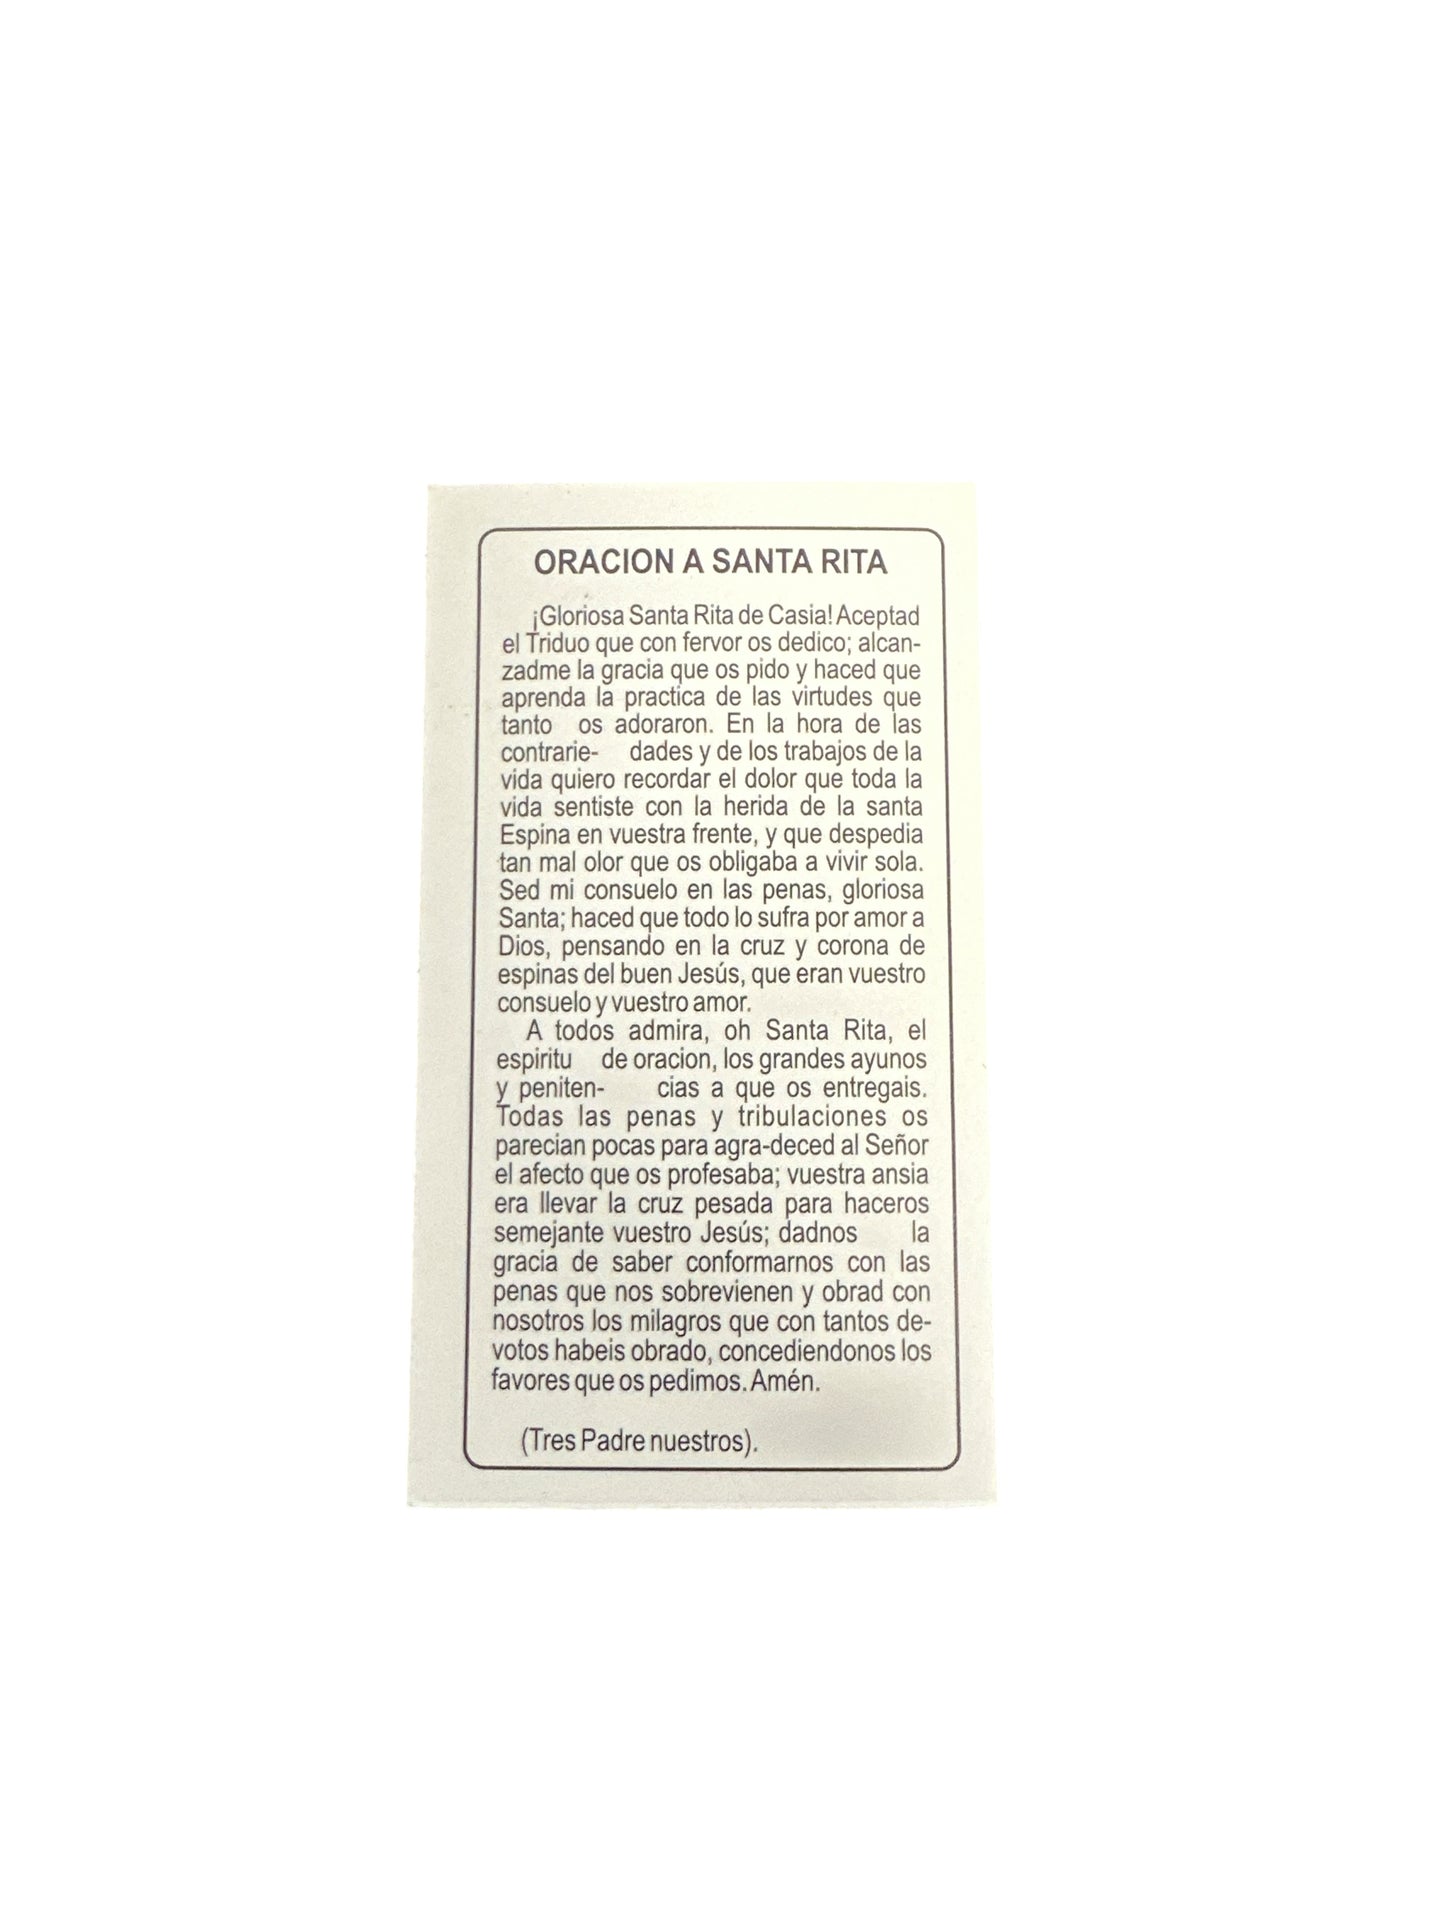 ORACION A SANTA RITA
¡Gloriosa Santa Rita de Casia! Aceptad
el Triduo que con fervor os dedico; alcan-
zadme la gracia que os pido y haced que
aprenda la practica de las virtudes que
tanto os adoraron. En la hora de las
contrarie- dades y de los trabajos de la
vida quiero recordar el dolor que toda la
vida sentiste con la herida de la santa
Espina en vuestra frente, y que despedia
tan mal olor que os obligaba a vivir sola.
Sed mi consuelo en las penas, gloriosa
Santa; haced que todo lo sufra por amor a
Dios, pensando en la cruz y corona de
espinas del buen Jesús, que eran vuestro
consuelo y vuestro amor.
A todos admira, oh Santa Rita, el
espiritu de oracion, los grandes ayunos
y peniten- cias a que os entregais.
Todas las penas y tribulaciones os
parecian pocas para agra-deced al Señor
el afecto que os profesaba; vuestra ansia
era llevar la cruz pesada para haceros
semejante vuestro Jesús; dadnos la
gracia de saber conformarnos con las
penas que nos sobrevienen y obrad con
nosotros los milagros que con tantos de-
votos habeis obrado, concediendonos los
favores que os pedimos. Amén.
(Tres Padre nuestros).